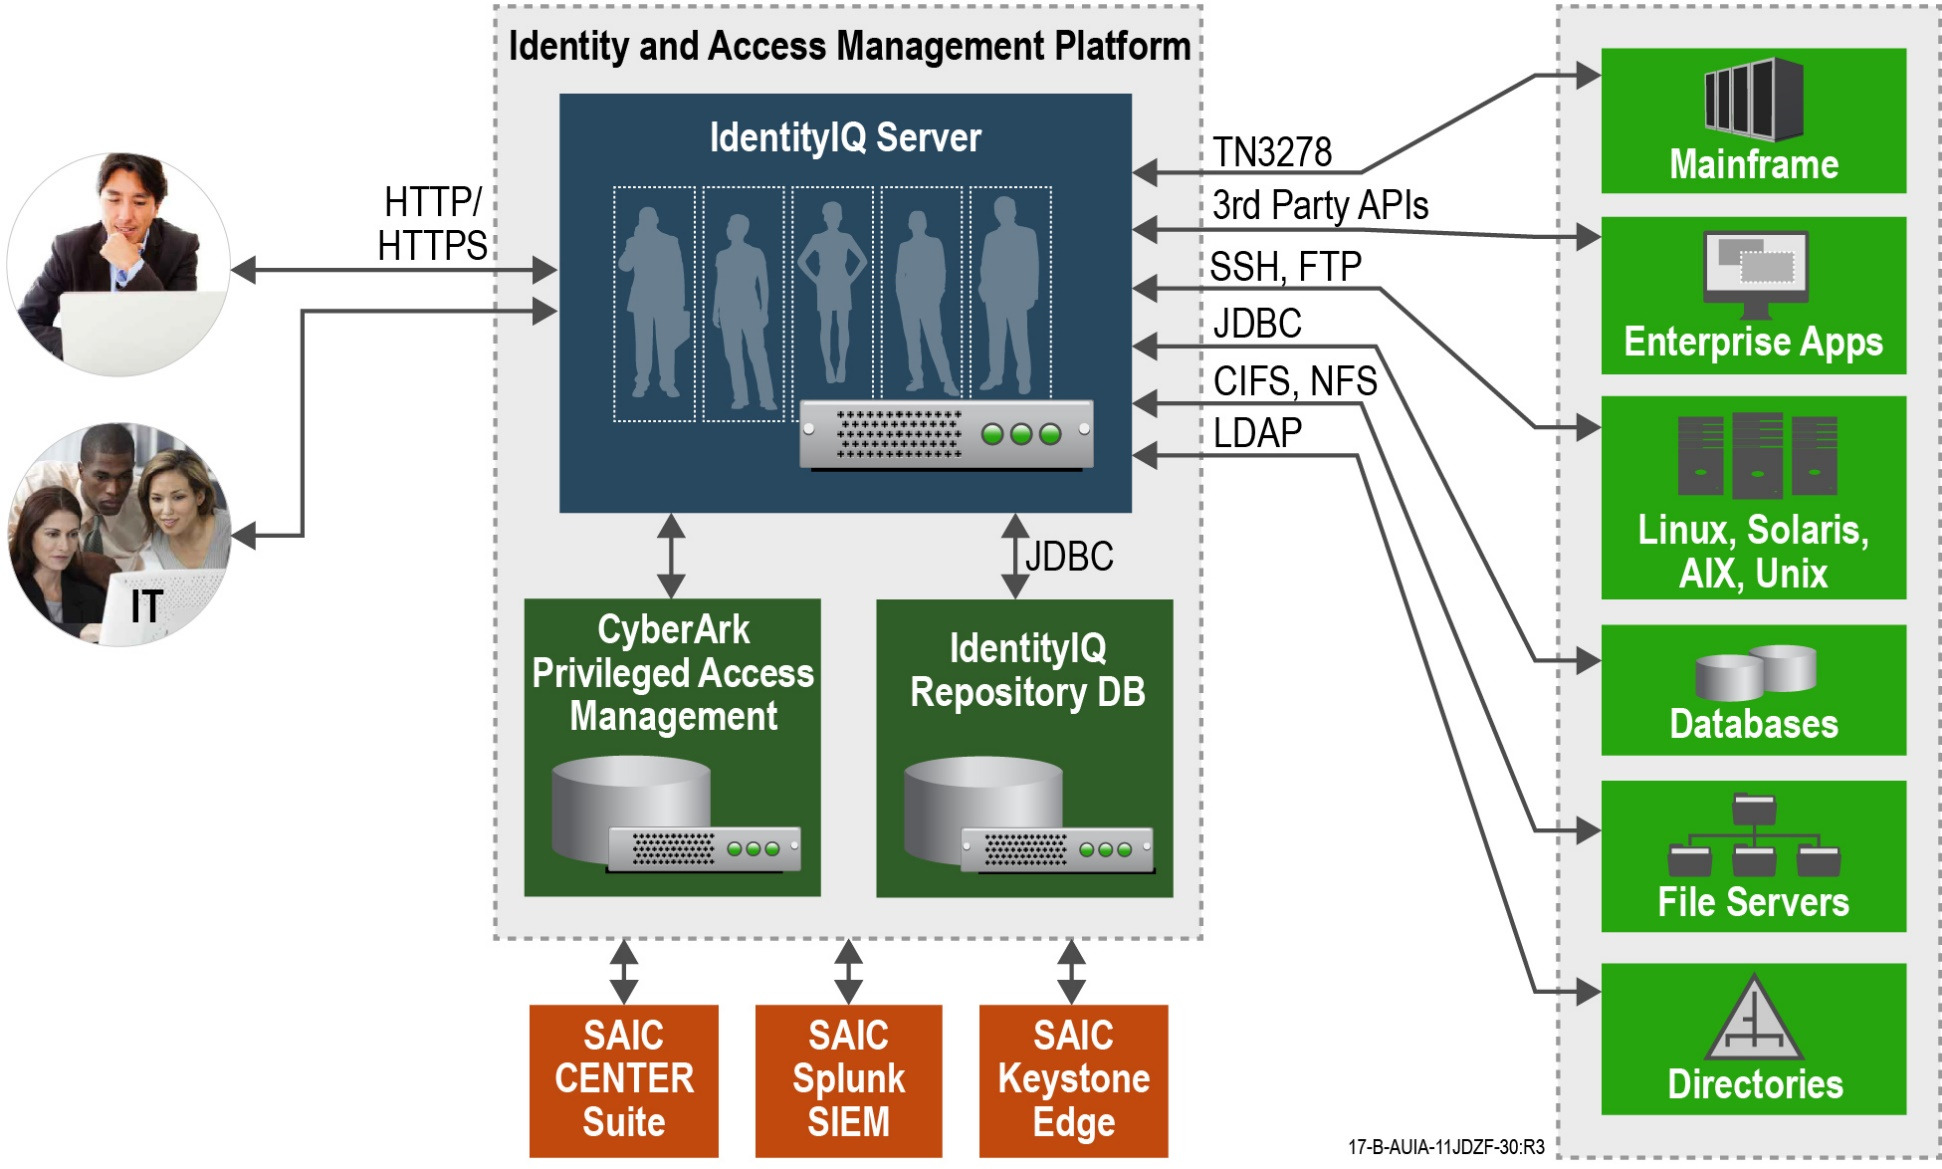 Identity and Access Management Platform
IdentityIQ Server
HTTP/
HTTPS
IT
TN3278
3rd Party APIs
SSH, FTP
JDBC
CIFS, NFS
LDAP
JDBC
CyberArk
Privileged Access
Management
IdentityIQ
Repository DB
SAIC
CENTER
Suite
SAIC
Splunk
SIEM
SAIC
Keystone
Edge
Mainframe
Enterprise Apps
Linux, Solaris,
AIX, Unix
Databases
File Servers
Directories
17-B-AUIA-11JDZF-30:R3